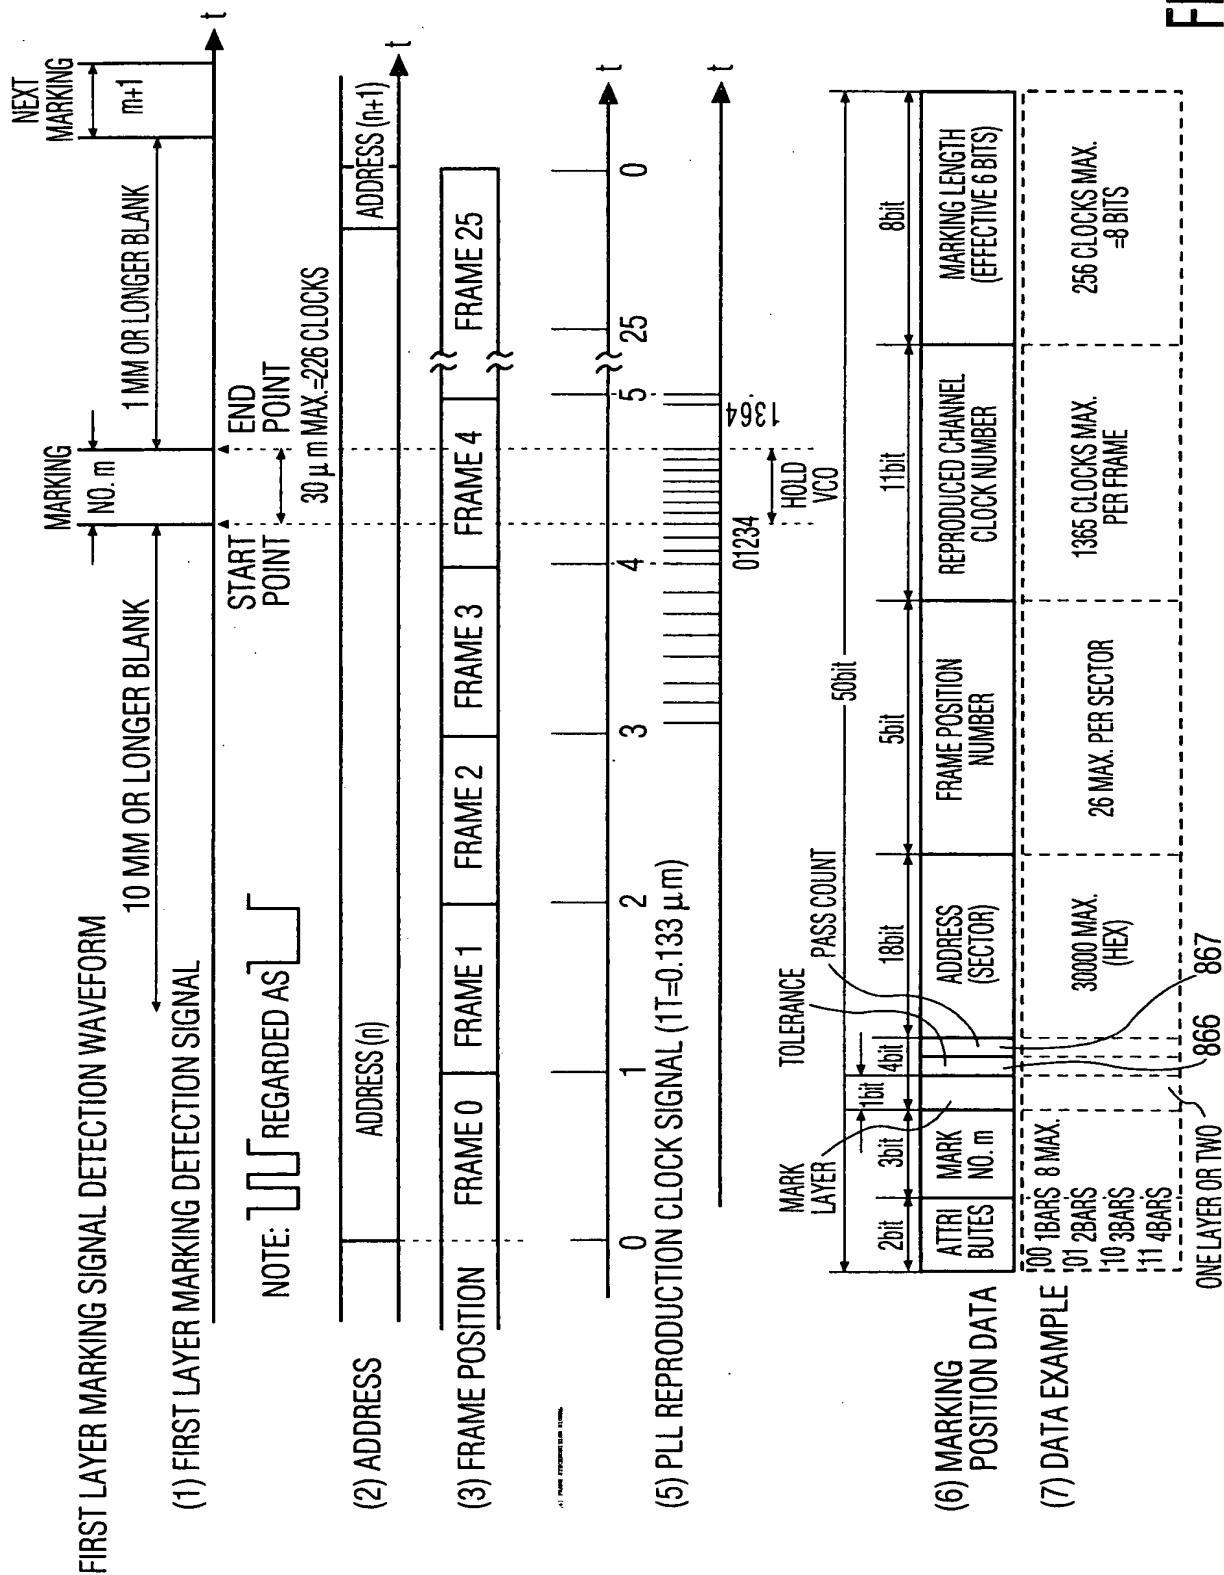 FIRST LAYER MARKING SIGNAL DETECTION WAVEFORM
NEXT
MARKING
m+1
MARKING
NO. m
10 MM OR LONGER BLANK
1 MM OR LONGER BLANK
(1) FIRST LAYER MARKING DETECTION SIGNAL
t
START
POINT
END
POINT
30 μm MAX.=226 CLOCKS
NOTE: REGARDED AS
(2) ADDRESS
ADDRESS (n)
ADDRESS (n+1)
t
(3) FRAME POSITION
FRAME 0 FRAME 1 FRAME 2 FRAME 3 FRAME 4 FRAME 25
0 1 2 3 4 5 25 0
t
(5) PLL REPRODUCTION CLOCK SIGNAL (1T=0.133 μm)
01234
1364
t
HOLD
VCO
50bit
MARK
LAYER
TOLERANCE
PASS COUNT
2bit 3bit 1bit 4bit 18bit 5bit 11bit 8bit
(6) MARKING
POSITION DATA
ATTRI
BUTES
MARK
NO. m
ADDRESS
(SECTOR)
FRAME POSITION
NUMBER
REPRODUCED CHANNEL
CLOCK NUMBER
MARKING LENGTH
(EFFECTIVE 6 BITS)
(7) DATA EXAMPLE
00 1BARS
01 2BARS
10 3BARS
11 4BARS
8 MAX.
30000 MAX.
(HEX)
26 MAX. PER SECTOR
1365 CLOCKS MAX.
PER FRAME
256 CLOCKS MAX.
=8 BITS
ONE LAYER OR TWO
866
867